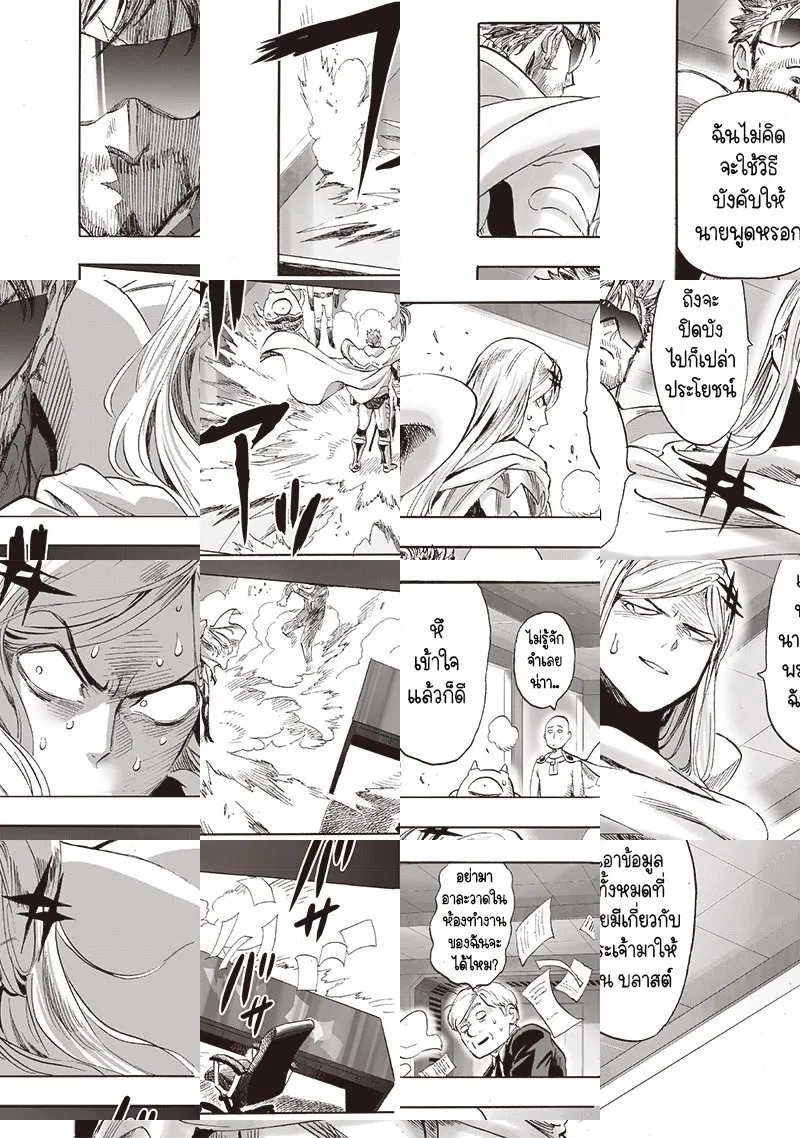 ฉันไม่คิด
จะใช้วิธี
บังคับให้
นายพูดหรอก
ถึงจะ
ปิดบัง
ไปก็เปล่า
ประโยชน์
หึ
เข้าใจ
แล้วก็ดี
ไม่รู้จัก
จำเลย
น่าา..
นา
พร
อย่ามา
อาละวาดใน
ห้องทำงาน
ของฉันจะ
ได้ไหม?
เอาข้อมูล
ทั้งหมดที่
ยมีเกี่ยวกับ
ระเจ้ามาให้
น บลาสต์